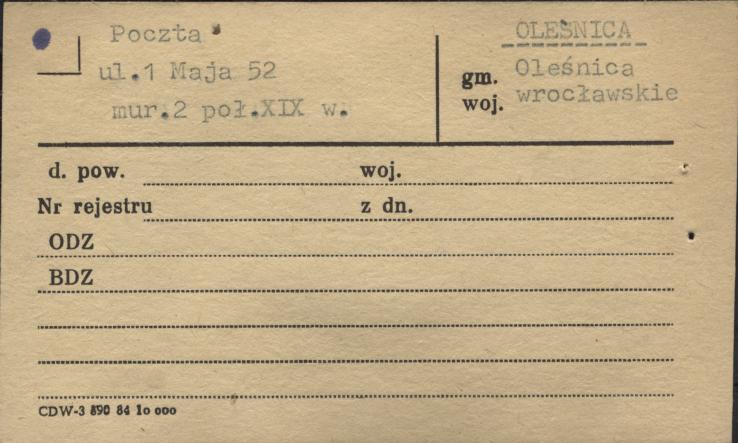 Poczta
ul.1 Maja 52
mur.2 poł.XIX w.
OLEŚNICA
gm. Oleśnica
woj. wrocławskie
d. pow. woj.
Nr rejestru z dn.
ODZ
BDZ
CDW-3 890 84 10 000